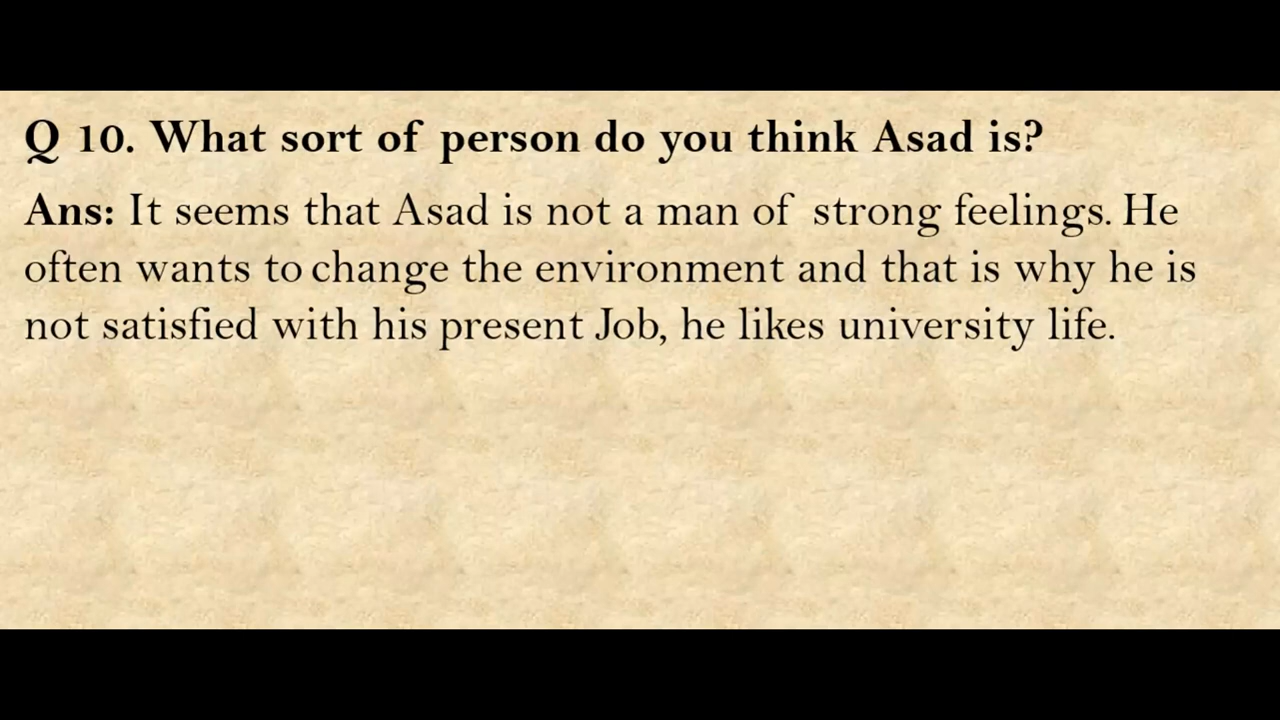 Q 10. What sort of person do you think Asad is?
Ans: It seems that Asad is not a man of strong feelings. He
often wants to change the environment and that is why he is
not satisfied with his present Job, he likes university life.